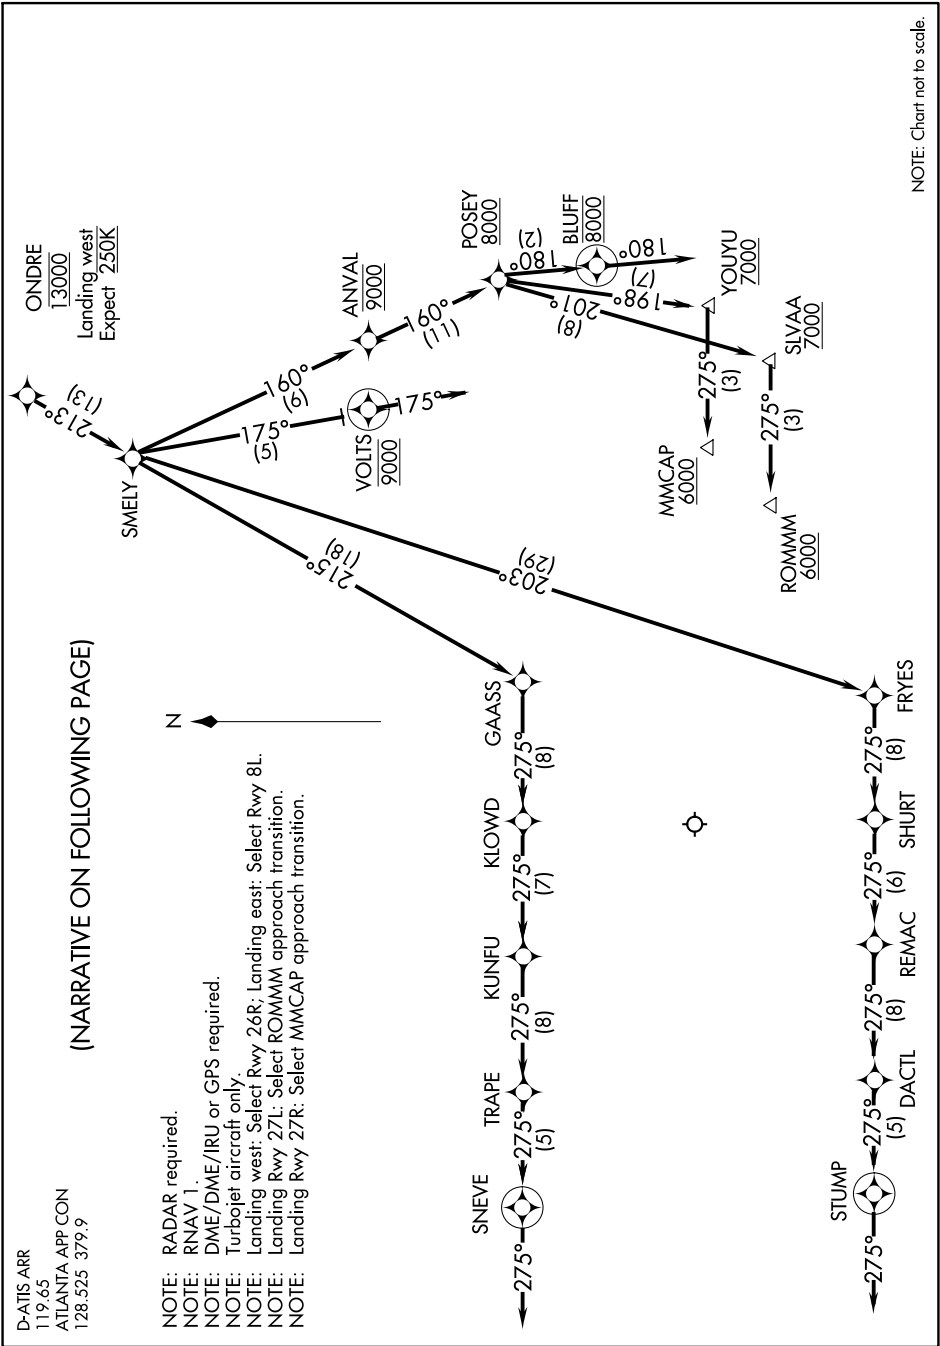 (NARRATIVE ON FOLLOWING PAGE)
D-ATIS ARR
119.65
ATLANTA APP CON
128.525 379.9
NOTE: RADAR required.
NOTE: RNAV 1.
NOTE: DME/DME/IRU or GPS required.
NOTE: Turbojet aircraft only.
NOTE: Landing west: Select Rwy 26R; Landing east: Select Rwy 8L.
NOTE: Landing Rwy 27L: Select ROMMM approach transition.
NOTE: Landing Rwy 27R: Select MMCAP approach transition.
N
ONDRE
13000
Landing west
Expect 250K
213°
(13)
SMELY
160°
(6)
ANVAL
9000
160°
(11)
POSEY
8000
175°
(5)
VOLTS
9000
175°
180°
(2)
BLUFF
8000
180°
198°
(7)
YOUYU
7000
201°
(8)
SLVAA
7000
275°
(3)
MMCAP
6000
275°
(3)
ROMMM
6000
215°
(18)
203°
(29)
GAASS
275°
(8)
KLOWD
275°
(7)
KUNFU
275°
(8)
TRAPE
275°
(5)
SNEVE
275°
FRYES
275°
(8)
SHURT
275°
(6)
REMAC
275°
(8)
DACTL
275°
(5)
STUMP
275°
NOTE: Chart not to scale.